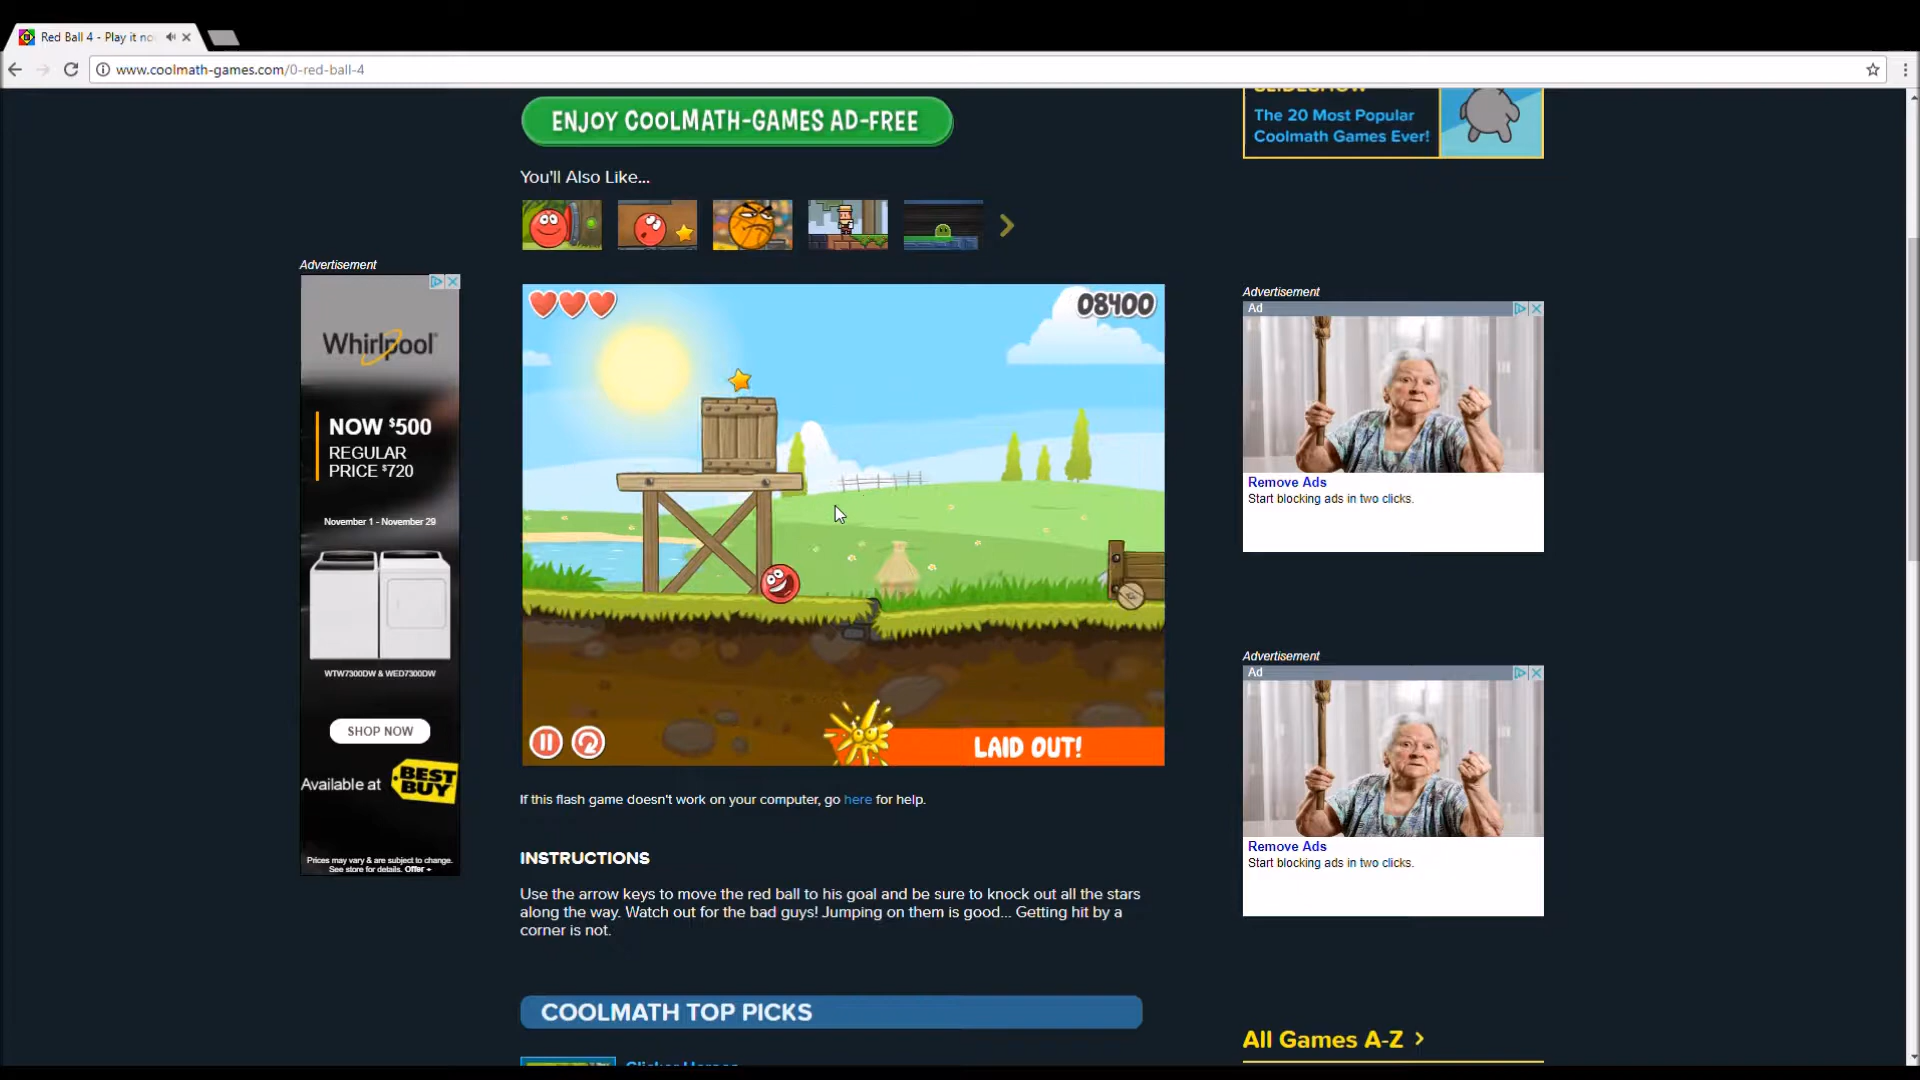 Red Ball 4 - Play it no
www.coolmath-games.com/0-red-ball-4
ENJOY COOLMATH-GAMES AD-FREE
SLIDESHOW
The 20 Most Popular
Coolmath Games Ever!
You'll Also Like...
Advertisement
Whirlpool
NOW $500
REGULAR
PRICE $720
November 1 - November 29
WTW7300DW & WED7300DW
SHOP NOW
Available at BEST BUY
Prices may vary & are subject to change.
See store for details. Offer +
08400
LAID OUT!
If this flash game doesn't work on your computer, go here for help.
INSTRUCTIONS
Use the arrow keys to move the red ball to his goal and be sure to knock out all the stars
along the way. Watch out for the bad guys! Jumping on them is good... Getting hit by a
corner is not.
COOLMATH TOP PICKS
Clicker Heroes
Advertisement
Ad
Remove Ads
Start blocking ads in two clicks.
Advertisement
Ad
Remove Ads
Start blocking ads in two clicks.
All Games A-Z >